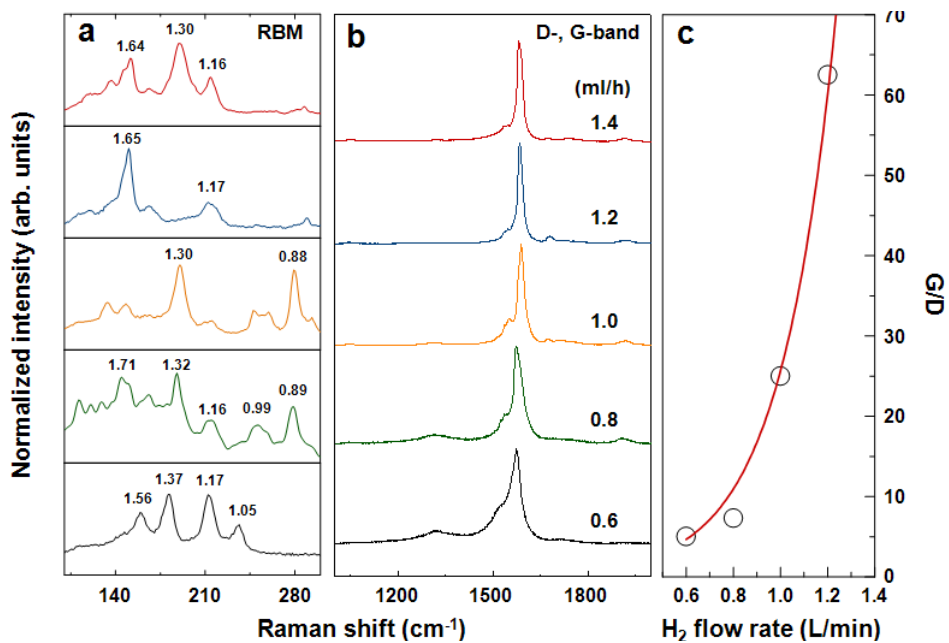 a RBM
1.64 1.30 1.16
1.65 1.17
1.30 0.88
1.71 1.32 1.16 0.99 0.89
1.56 1.37 1.17 1.05
140 210 280
Normalized intensity (arb. units)
b D-, G-band
(ml/h)
1.4
1.2
1.0
0.8
0.6
1200 1500 1800
Raman shift (cm⁻¹)
c
70
60
50
40
30
20
10
0
G/D
0.6 0.8 1.0 1.2 1.4
H₂ flow rate (L/min)